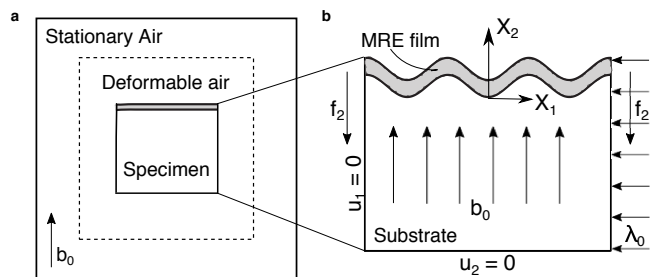 a
Stationary Air
Deformable air
Specimen
b₀
b
X₂
MRE film
X₁
f₂
f₂
u₁ = 0
b₀
Substrate
λ₀
u₂ = 0